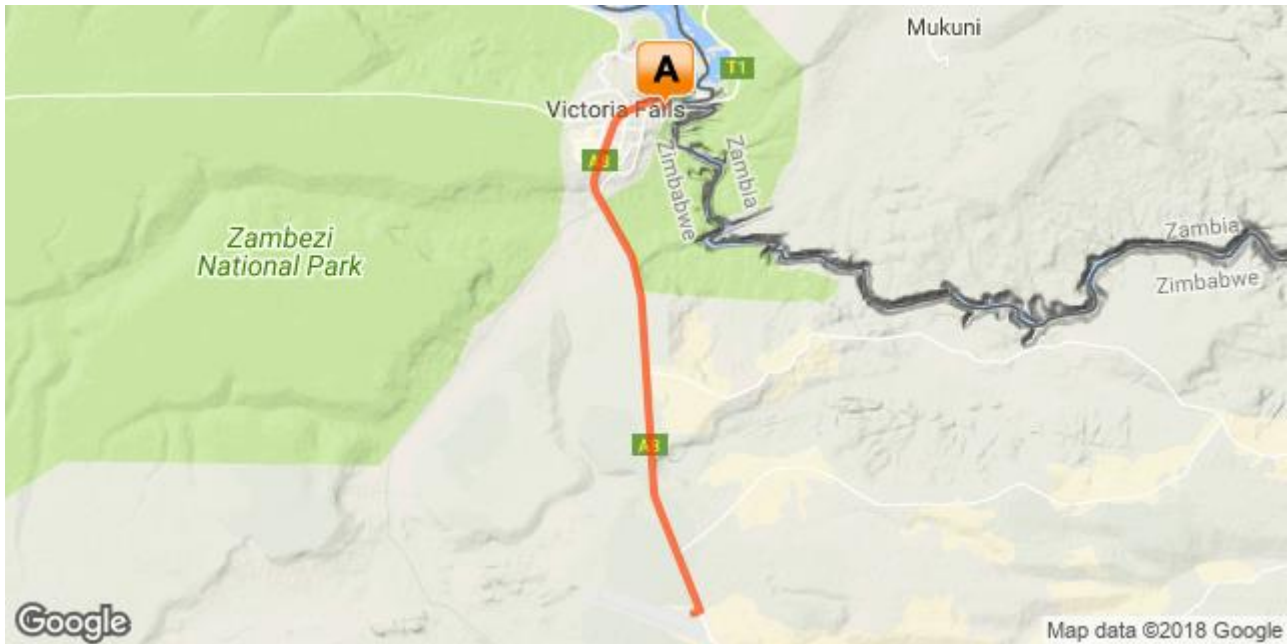 Mukuni
T1
A
Victoria Falls
A8
Zimbabwe
Zambia
Zambia
Zambezi
National Park
Zimbabwe
A8
Google
Map data ©2018 Google